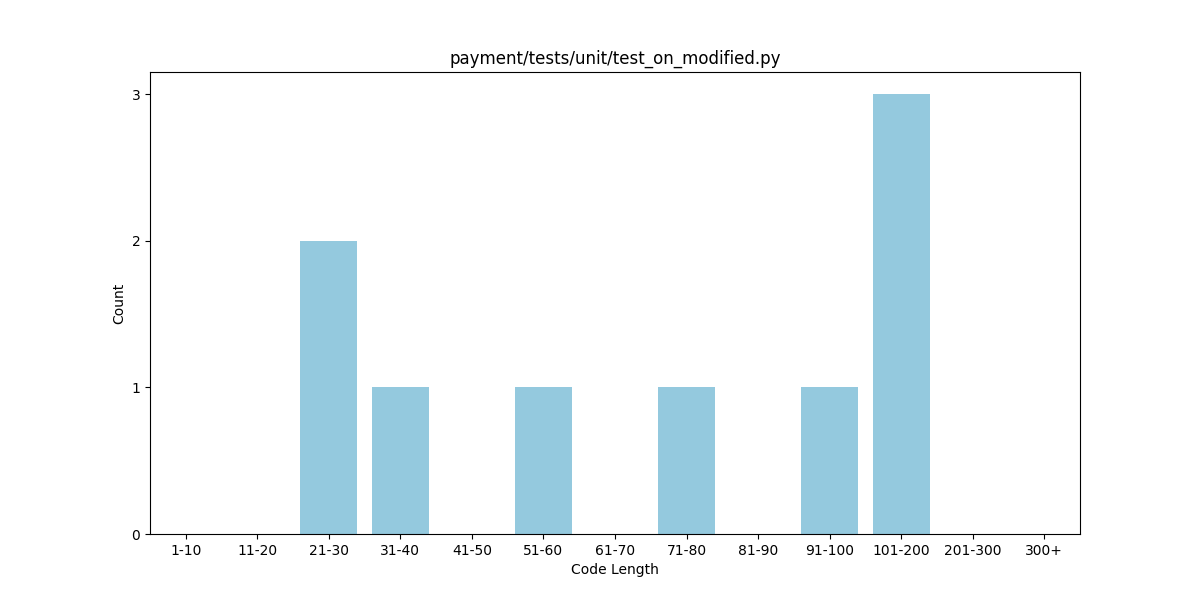 payment/tests/unit/test_on_modified.py
3
2
1
0
Count
1-10 11-20 21-30 31-40 41-50 51-60 61-70 71-80 81-90 91-100 101-200 201-300 300+
Code Length